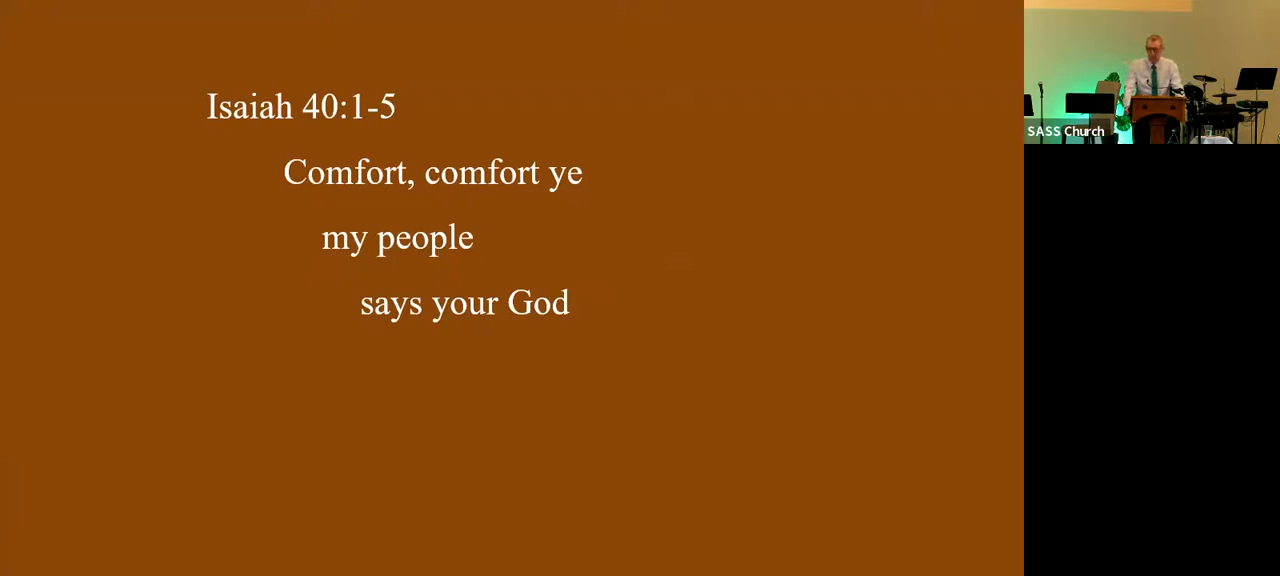 Isaiah 40:1-5
Comfort, comfort ye
my people
says your God
SASS Church